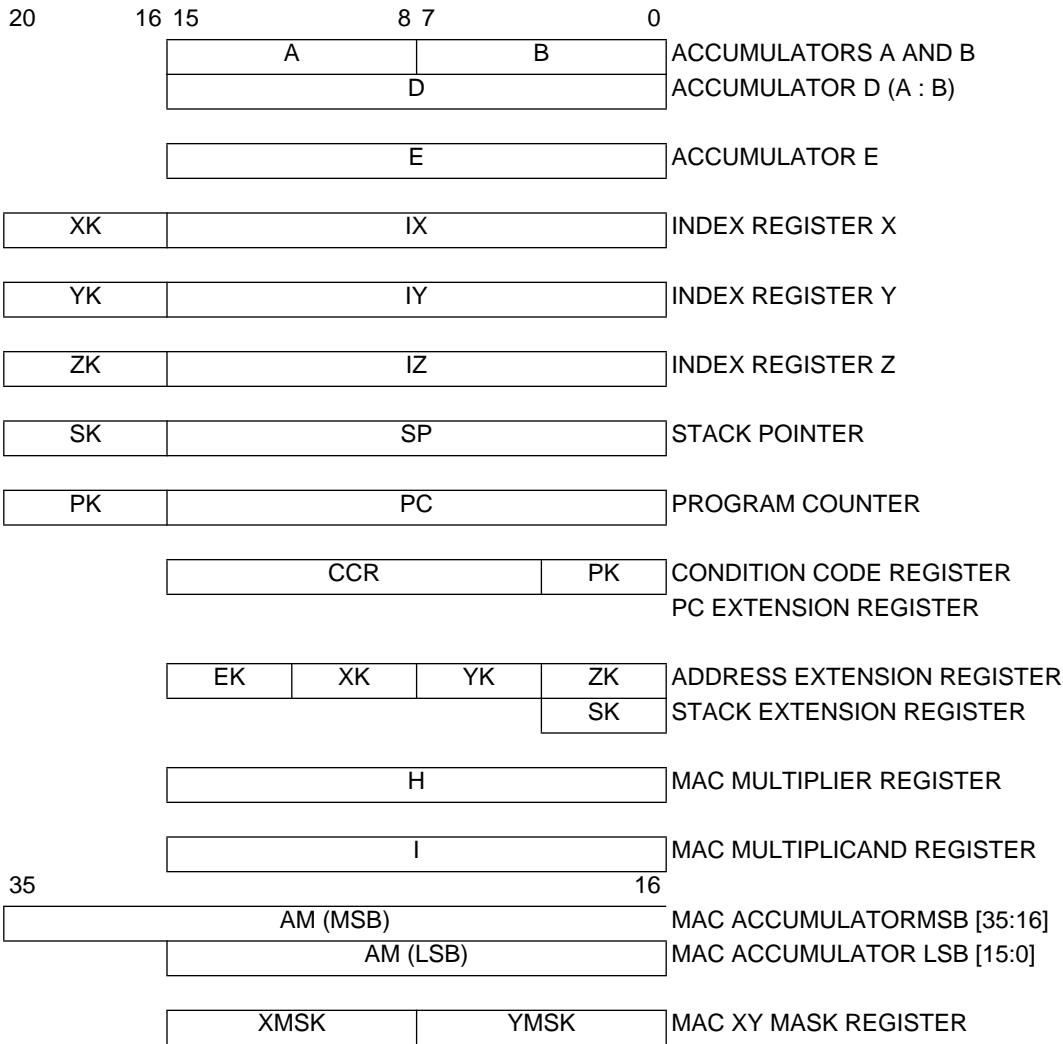 20 16 15 8 7 0
A B ACCUMULATORS A AND B
D ACCUMULATOR D (A : B)
E ACCUMULATOR E
XK IX INDEX REGISTER X
YK IY INDEX REGISTER Y
ZK IZ INDEX REGISTER Z
SK SP STACK POINTER
PK PC PROGRAM COUNTER
CCR PK CONDITION CODE REGISTER
PC EXTENSION REGISTER
EK XK YK ZK ADDRESS EXTENSION REGISTER
SK STACK EXTENSION REGISTER
H MAC MULTIPLIER REGISTER
I MAC MULTIPLICAND REGISTER
35 16
AM (MSB) MAC ACCUMULATORMSB [35:16]
AM (LSB) MAC ACCUMULATOR LSB [15:0]
XMSK YMSK MAC XY MASK REGISTER